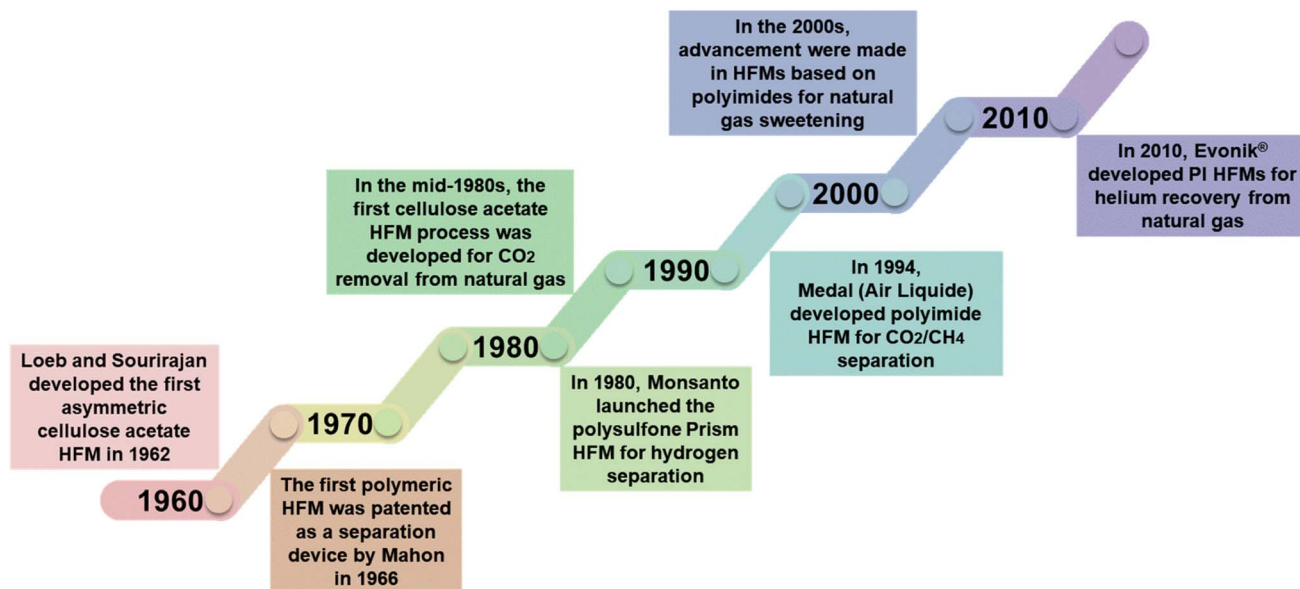 Loeb and Sourirajan
developed the first
asymmetric
cellulose acetate
HFM in 1962
1960
The first polymeric
HFM was patented
as a separation
device by Mahon
in 1966
1970
In 1980, Monsanto
launched the
polysulfone Prism
HFM for hydrogen
separation
1980
In the mid-1980s, the
first cellulose acetate
HFM process was
developed for CO2
removal from natural gas
1990
In 1994,
Medal (Air Liquide)
developed polyimide
HFM for CO2/CH4
separation
2000
In the 2000s,
advancement were made
in HFMs based on
polyimides for natural
gas sweetening
2010
In 2010, Evonik®
developed PI HFMs for
helium recovery from
natural gas